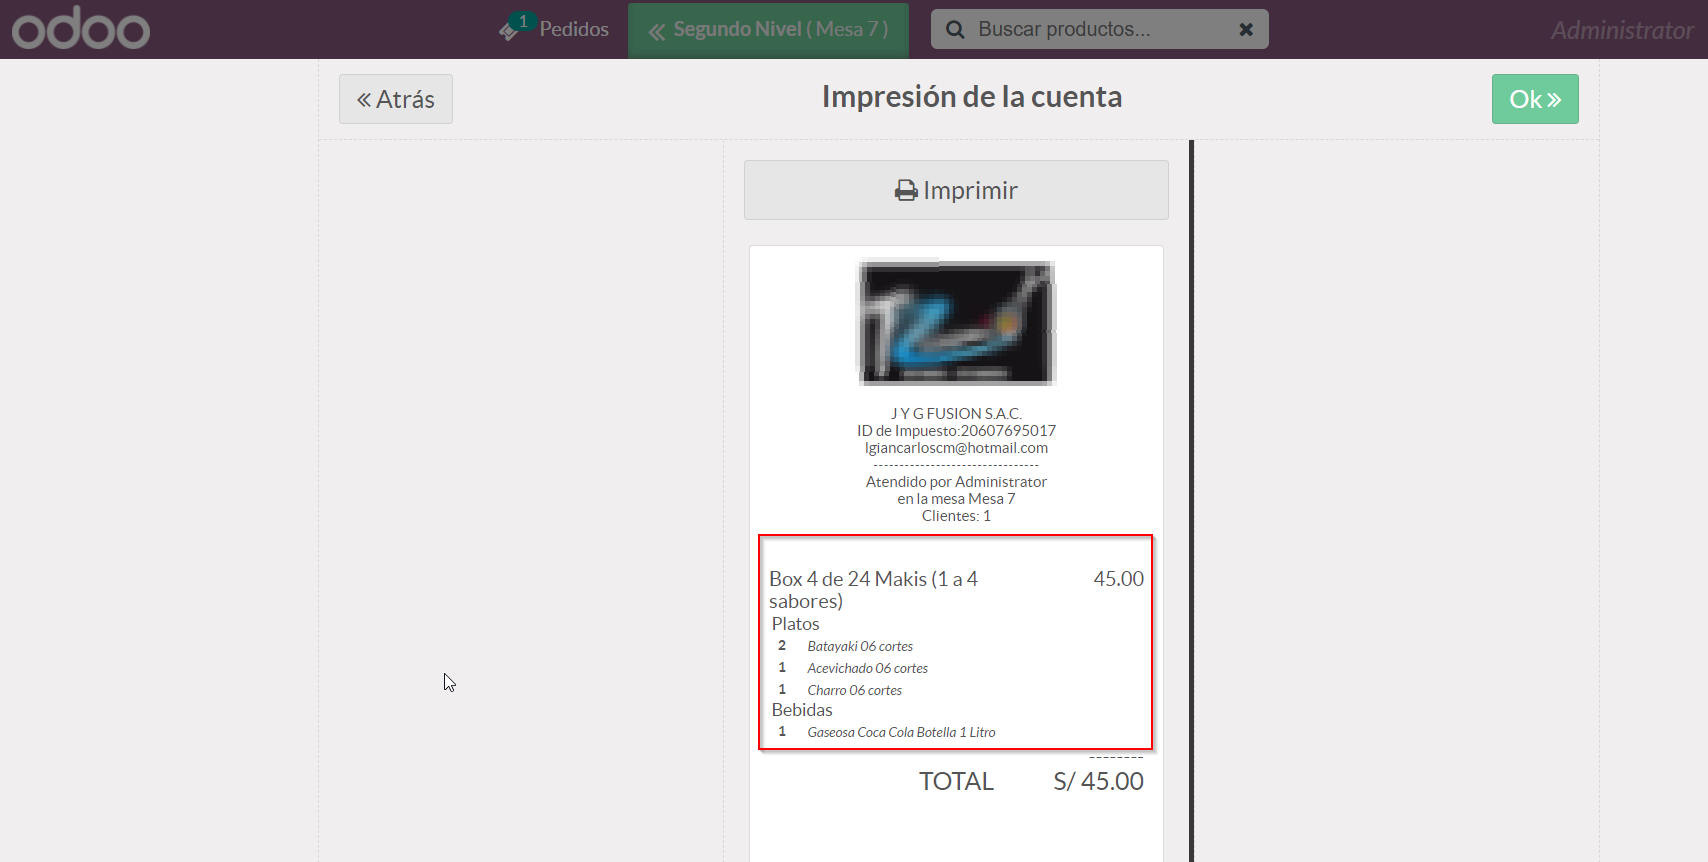 odoo
1
Pedidos
Segundo Nivel ( Mesa 7 )
Buscar productos...
Administrator
Atrás
Impresión de la cuenta
Ok
Imprimir
J Y G FUSION S.A.C.
ID de Impuesto:20607695017
lgiancarloscm@hotmail.com
--------------------------------
Atendido por Administrator
en la mesa Mesa 7
Clientes: 1
Box 4 de 24 Makis (1 a 4 45.00
sabores)
Platos
2 Batayaki 06 cortes
1 Acevichado 06 cortes
1 Charro 06 cortes
Bebidas
1 Gaseosa Coca Cola Botella 1 Litro
--------
TOTAL S/ 45.00